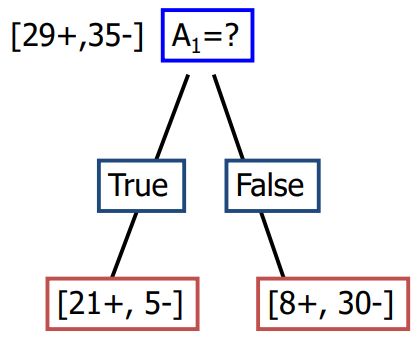 [29+,35-] A₁=?
True False
[21+, 5-] [8+, 30-]